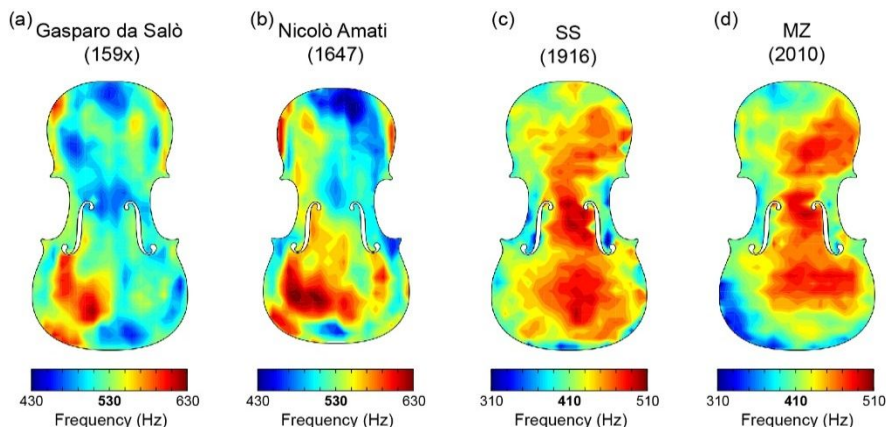 (a) Gasparo da Salò
(159x)
(b) Nicolò Amati
(1647)
(c) SS
(1916)
(d) MZ
(2010)
430 530 630
Frequency (Hz)
430 530 630
Frequency (Hz)
310 410 510
Frequency (Hz)
310 410 510
Frequency (Hz)